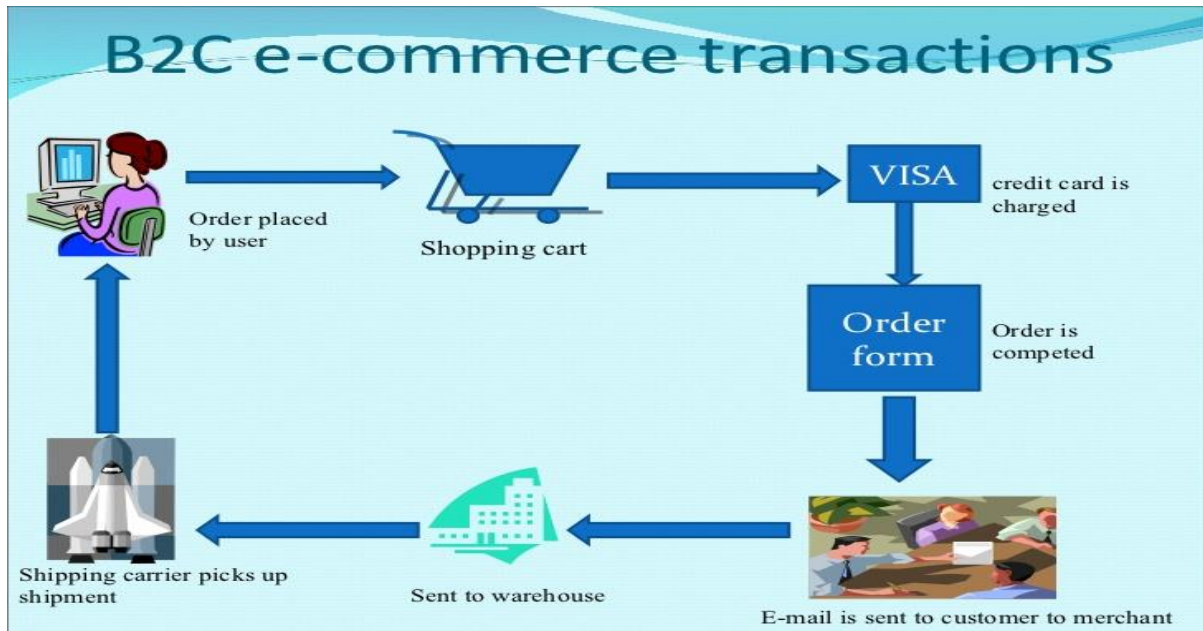 B2C e-commerce transactions
Order placed
by user
Shopping cart
VISA
credit card is
charged
Order
form
Order is
competed
E-mail is sent to customer to merchant
Sent to warehouse
Shipping carrier picks up
shipment